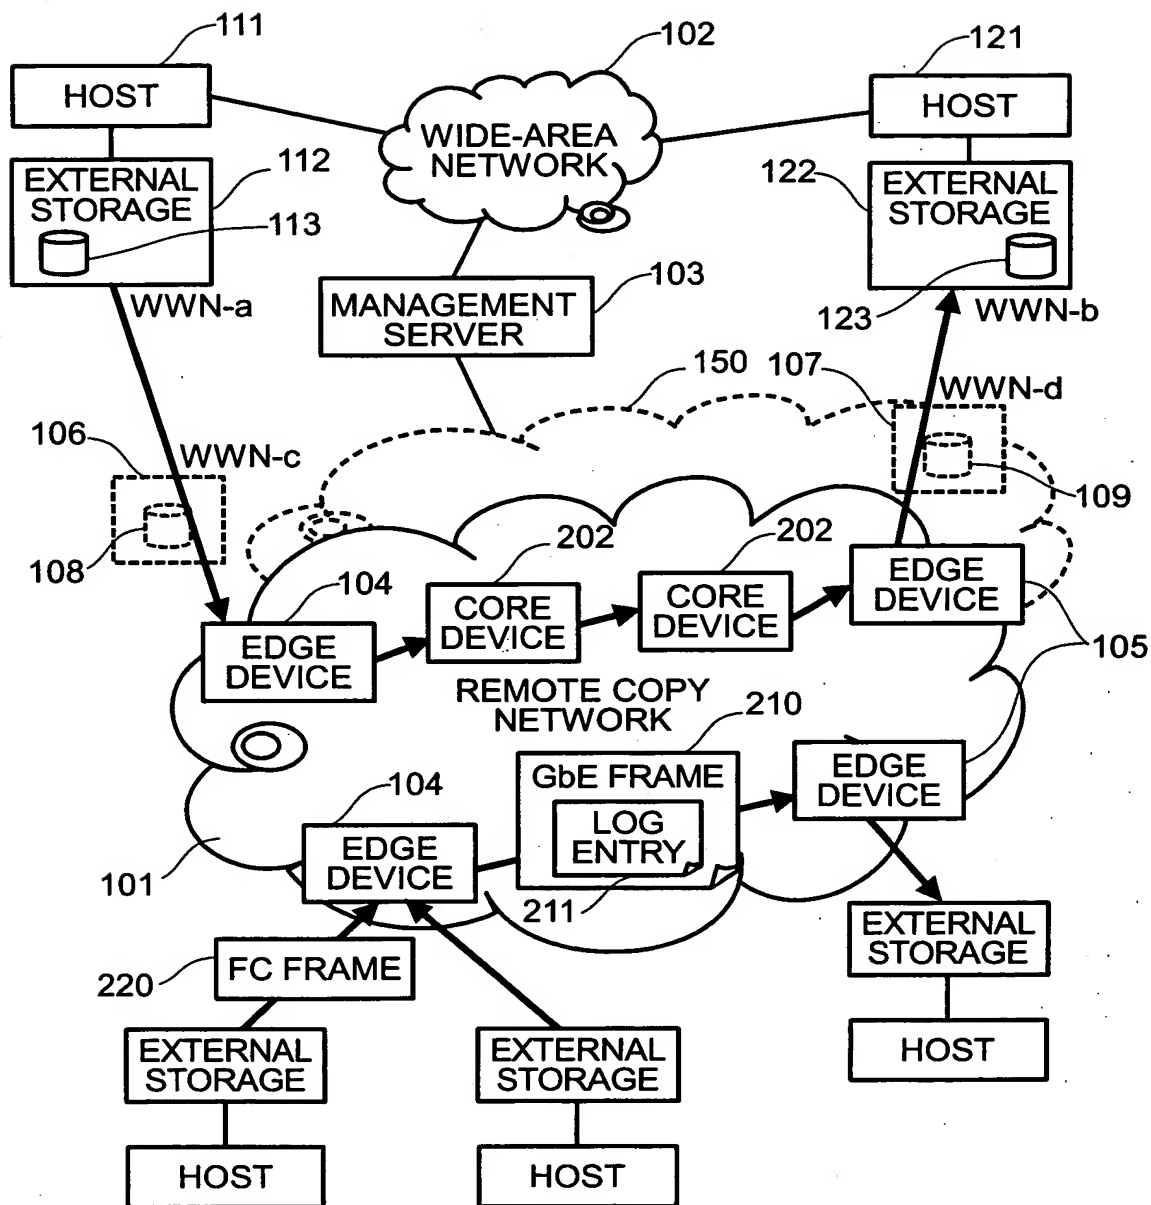 111
102
121
HOST
WIDE-AREA
NETWORK
HOST
EXTERNAL
STORAGE
112
113
122
EXTERNAL
STORAGE
123
WWN-a
103
MANAGEMENT
SERVER
WWN-b
150
107
WWN-d
106
WWN-c
108
109
202
202
104
EDGE
DEVICE
CORE
DEVICE
CORE
DEVICE
EDGE
DEVICE
105
REMOTE COPY
NETWORK
210
GbE FRAME
LOG
ENTRY
211
EDGE
DEVICE
104
EDGE
DEVICE
101
220
FC FRAME
EXTERNAL
STORAGE
HOST
EXTERNAL
STORAGE
HOST
EXTERNAL
STORAGE
HOST